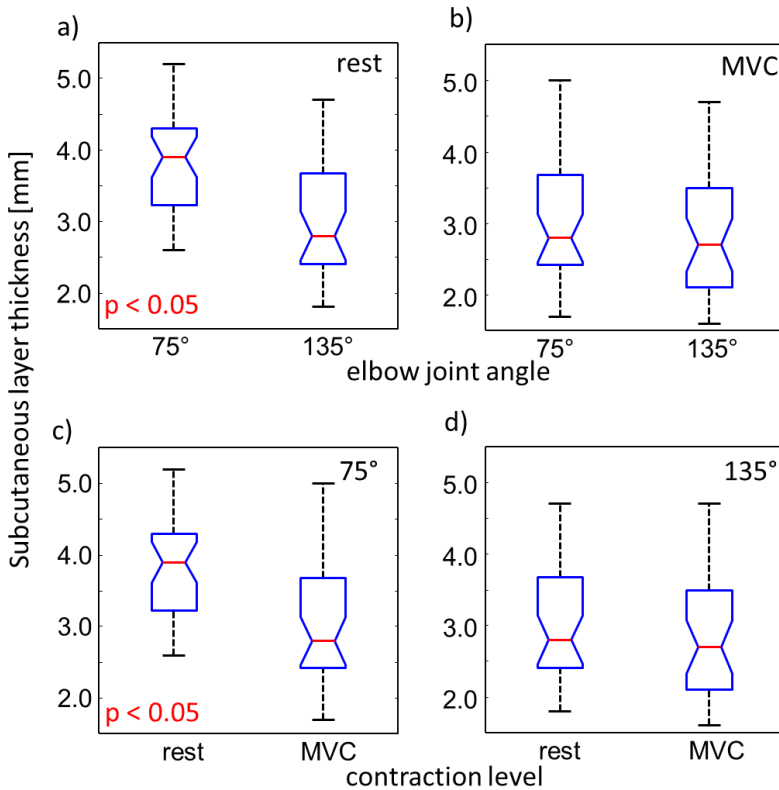 Subcutaneous layer thickness [mm]
a)
rest
5.0
4.0
3.0
2.0
p < 0.05
75° 135°
b)
MVC
5.0
4.0
3.0
2.0
75° 135°
elbow joint angle
c)
75°
5.0
4.0
3.0
2.0
p < 0.05
rest MVC
d)
135°
5.0
4.0
3.0
2.0
rest MVC
contraction level